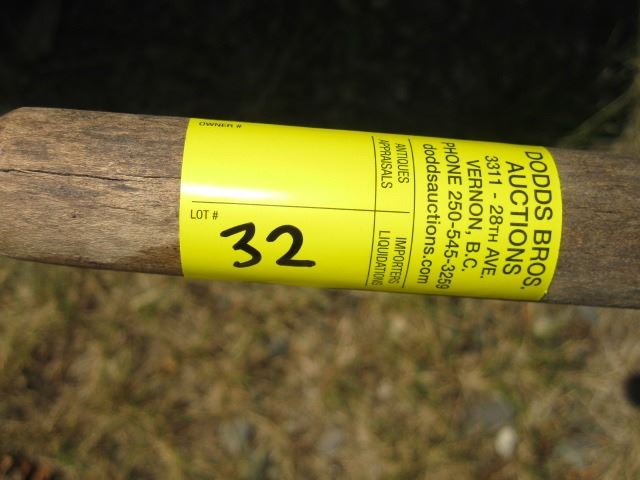 OWNER #
LOT #
32
ANTIQUES
APPRAISALS
IMPORTERS
LIQUIDATIONS
DODDS BROS.
AUCTIONS
3311 - 28TH AVE.
VERNON, B.C.
PHONE 250-545-3259
doddsauctions.com